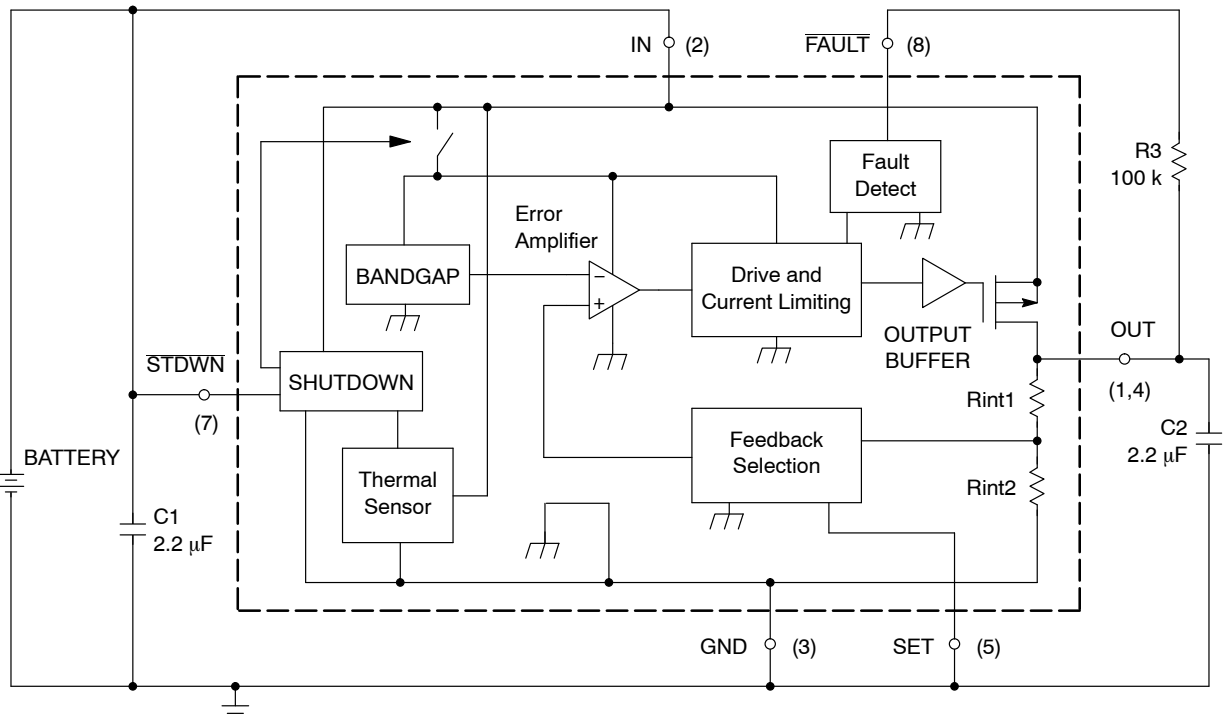 IN (2)
FAULT (8)
R3
100 k
Fault
Detect
Error
Amplifier
BANDGAP
−
+
Drive and
Current Limiting
OUTPUT
BUFFER
OUT
(1,4)
STDWN
(7)
SHUTDOWN
Rint1
C2
2.2 μF
Feedback
Selection
BATTERY
Thermal
Sensor
Rint2
C1
2.2 μF
GND (3)
SET (5)